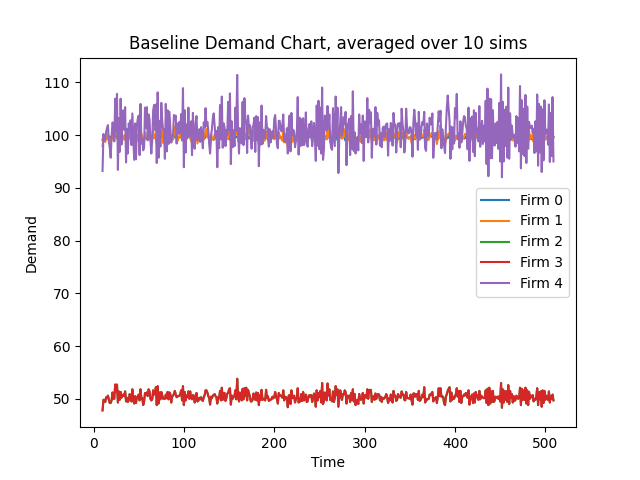 Baseline Demand Chart, averaged over 10 sims
110
100
90
80
70
60
50
Demand
Firm 0
Firm 1
Firm 2
Firm 3
Firm 4
0
100
200
300
400
500
Time